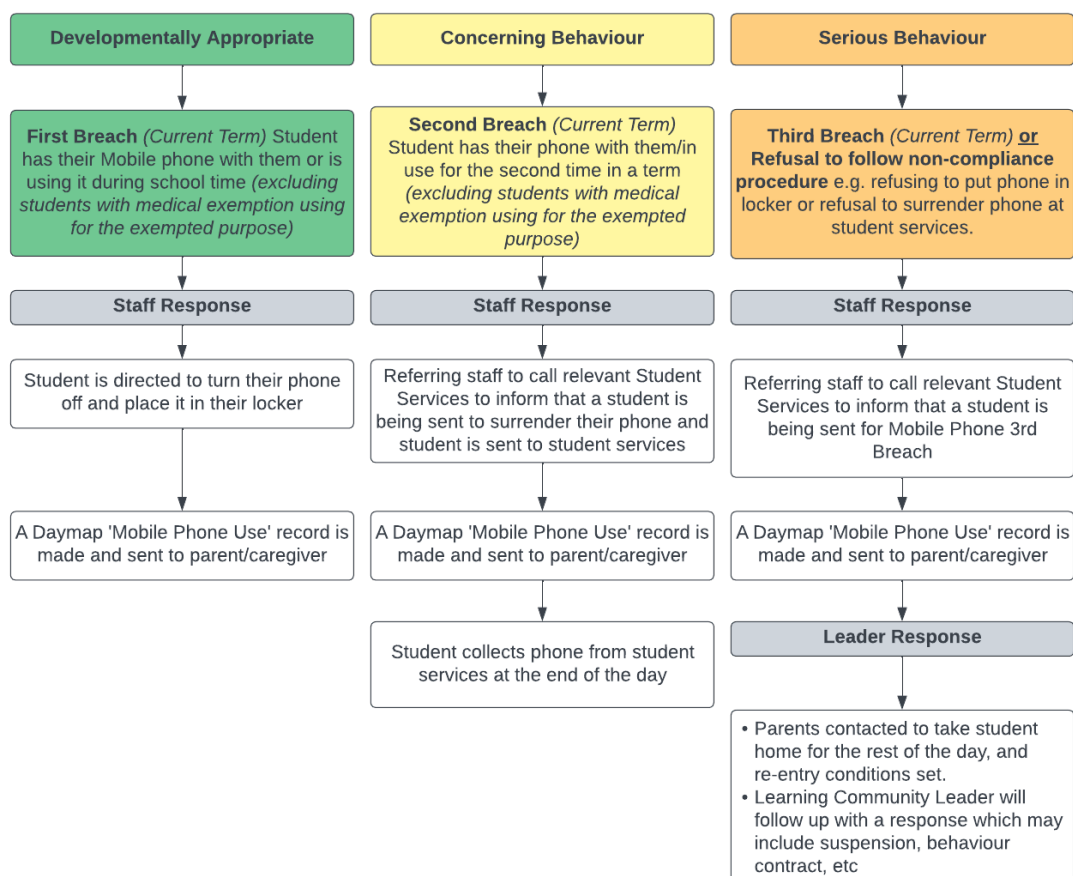 Developmentally Appropriate
First Breach (Current Term) Student
has their Mobile phone with them or is
using it during school time (excluding
students with medical exemption using
for the exempted purpose)
Staff Response
Student is directed to turn their phone
off and place it in their locker
A Daymap 'Mobile Phone Use' record is
made and sent to parent/caregiver
Concerning Behaviour
Second Breach (Current Term)
Student has their phone with them/in
use for the second time in a term
(excluding students with medical
exemption using for the exempted
purpose)
Staff Response
Referring staff to call relevant Student
Services to inform that a student is
being sent to surrender their phone and
student is sent to student services
A Daymap 'Mobile Phone Use' record is
made and sent to parent/caregiver
Student collects phone from student
services at the end of the day
Serious Behaviour
Third Breach (Current Term) or
Refusal to follow non-compliance
procedure e.g. refusing to put phone in
locker or refusal to surrender phone at
student services.
Staff Response
Referring staff to call relevant Student
Services to inform that a student is
being sent for Mobile Phone 3rd
Breach
A Daymap 'Mobile Phone Use' record is
made and sent to parent/caregiver
Leader Response
• Parents contacted to take student
home for the rest of the day, and
re-entry conditions set.
• Learning Community Leader will
follow up with a response which may
include suspension, behaviour
contract, etc